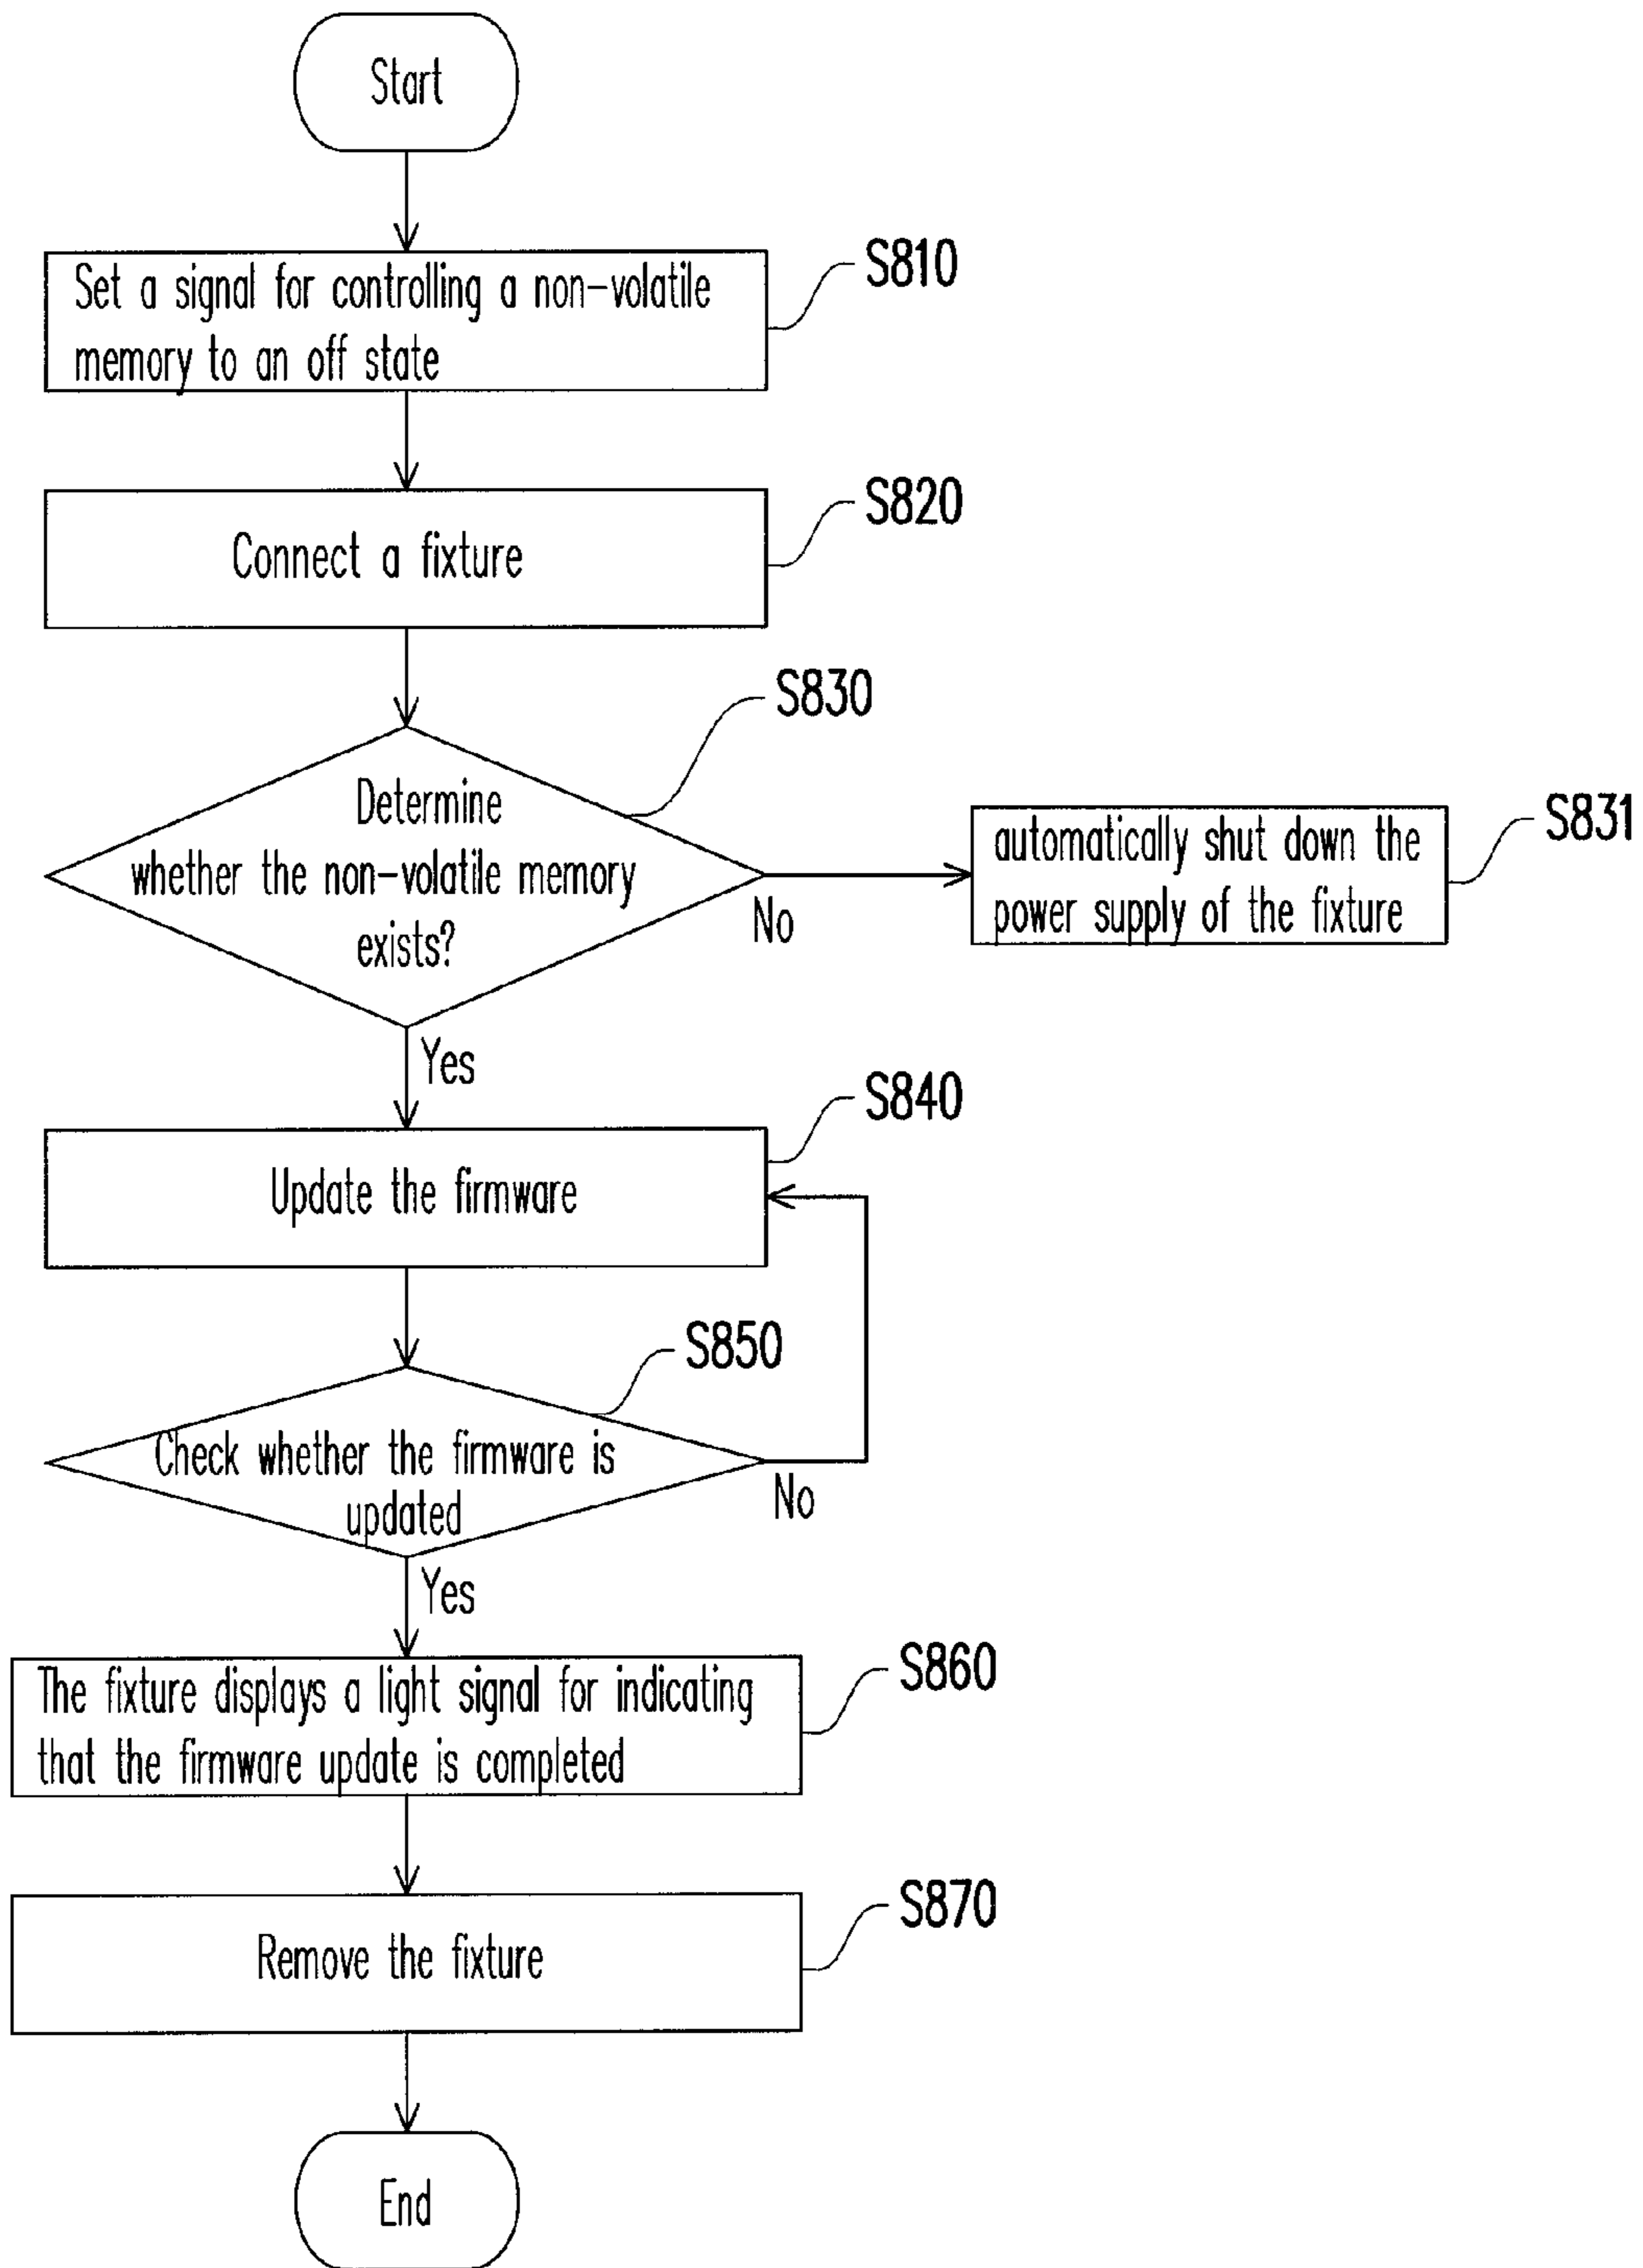 Start
Set a signal for controlling a non-volatile
memory to an off state
S810
Connect a fixture
S820
Determine
whether the non-volatile memory
exists?
S830
No
automatically shut down the
power supply of the fixture
S831
Yes
Update the firmware
S840
Check whether the firmware is
updated
S850
No
Yes
The fixture displays a light signal for indicating
that the firmware update is completed
S860
Remove the fixture
S870
End